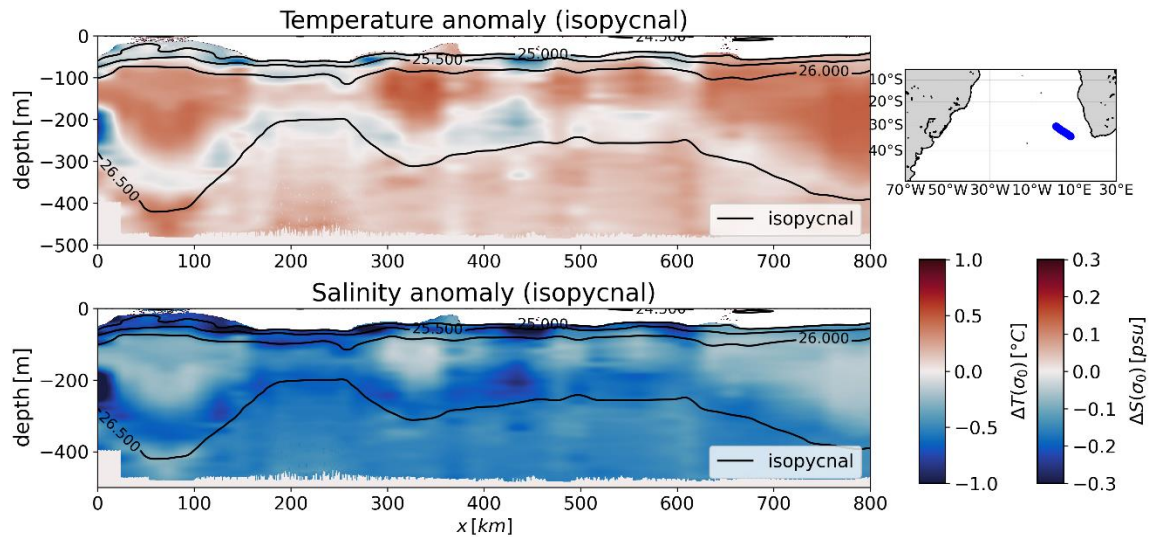 Temperature anomaly (isopycnal)
0
−100
−200
−300
−400
−500
depth [m]
24.500
25.000
25.500
26.000
26.500
isopycnal
0 100 200 300 400 500 600 700 800
10°S
20°S
30°S
40°S
70°W 50°W 30°W 10°W 10°E 30°E
Salinity anomaly (isopycnal)
0
−200
−400
depth [m]
25.000
25.500
26.000
26.500
isopycnal
0 100 200 300 400 500 600 700 800
x [km]
1.0
0.5
0.0
−0.5
−1.0
ΔT(σ₀) [°C]
0.3
0.2
0.1
0.0
−0.1
−0.2
−0.3
ΔS(σ₀) [psu]